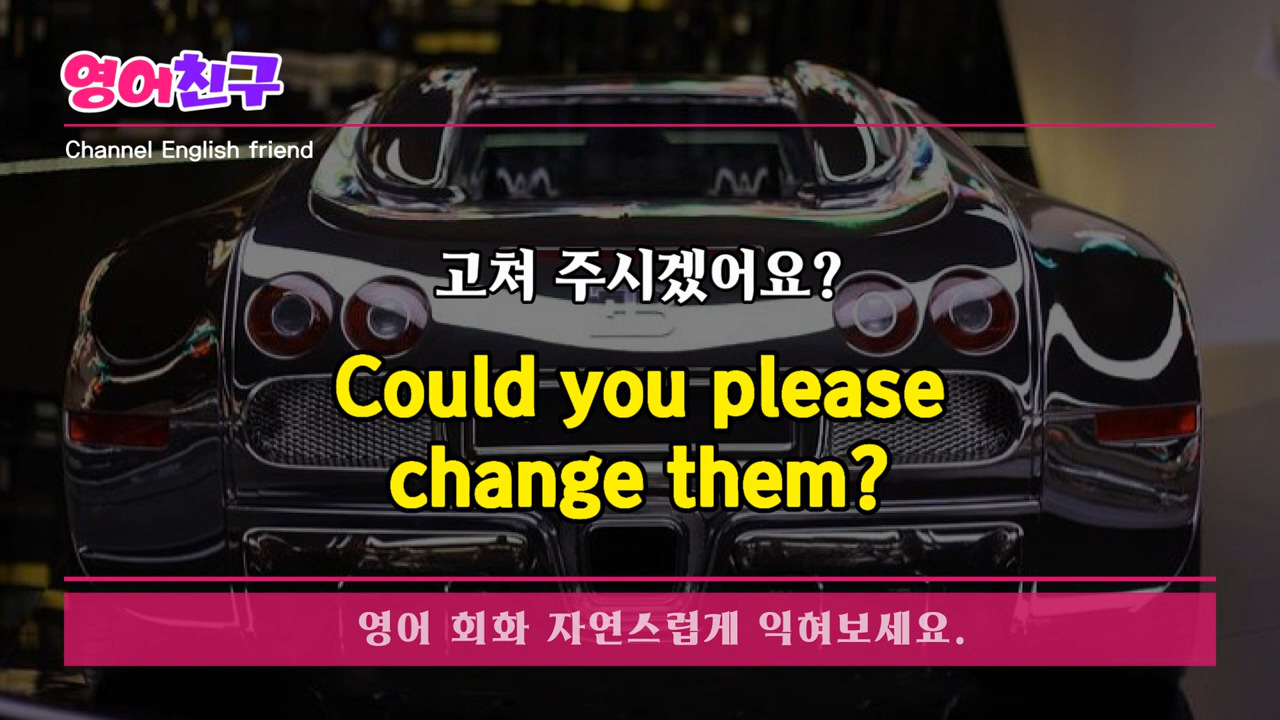 영어친구
Channel English friend
고쳐 주시겠어요?
Could you please
change them?
영어 회화 자연스럽게 익혀보세요.